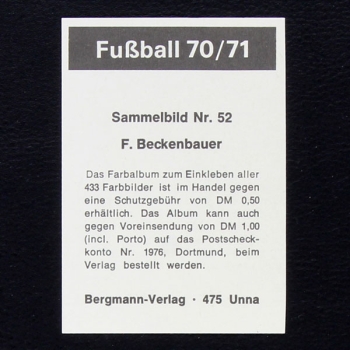 Fußball 70/71
Sammelbild Nr. 52
F. Beckenbauer
Das Farbalbum zum Einkleben aller
433 Farbbilder ist im Handel gegen
eine Schutzgebühr von DM 0,50
erhältlich. Das Album kann auch
gegen Voreinsendung von DM 1,00
(incl. Porto) auf das Postscheck-
konto Nr. 1976, Dortmund, beim
Verlag bestellt werden.
Bergmann-Verlag · 475 Unna